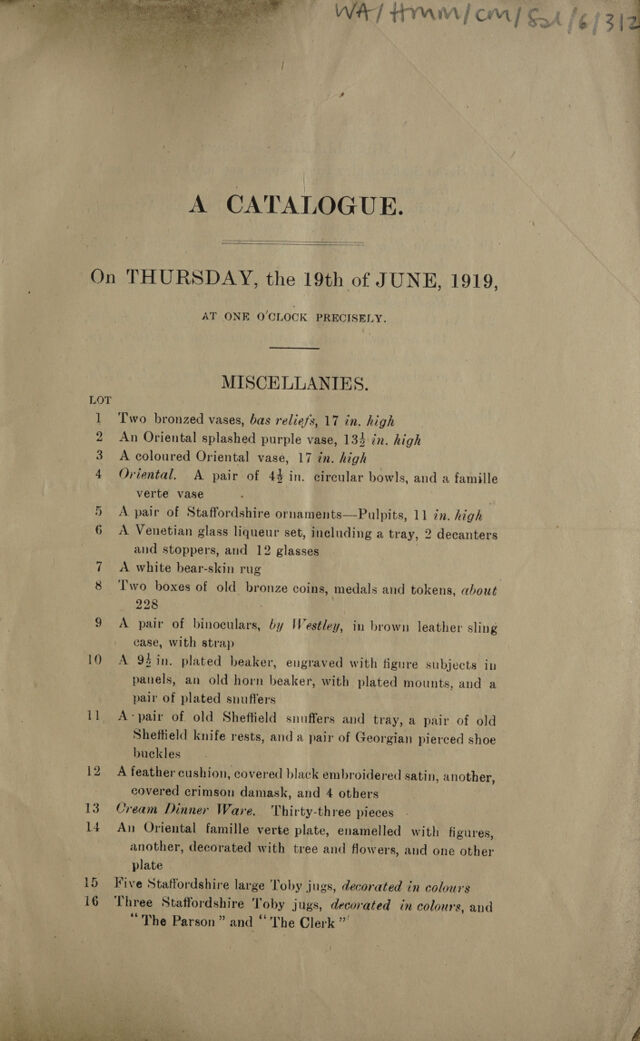 WA/HMM/CM/Sal/6/312
A CATALOGUE.
On THURSDAY, the 19th of JUNE, 1919,
AT ONE O'CLOCK PRECISELY.
MISCELLANIES.
LOT
1 Two bronzed vases, bas reliefs, 17 in. high
2 An Oriental splashed purple vase, 13½ in. high
3 A coloured Oriental vase, 17 in. high
4 Oriental. A pair of 4½ in. circular bowls, and a famille
verte vase
5 A pair of Staffordshire ornaments—Pulpits, 11 in. high
6 A Venetian glass liqueur set, including a tray, 2 decanters
and stoppers, and 12 glasses
7 A white bear-skin rug
8 Two boxes of old bronze coins, medals and tokens, about
228
9 A pair of binoculars, by Westley, in brown leather sling
case, with strap
10 A 9½ in. plated beaker, engraved with figure subjects in
panels, an old horn beaker, with plated mounts, and a
pair of plated snuffers
11 A pair of old Sheffield snuffers and tray, a pair of old
Sheffield knife rests, and a pair of Georgian pierced shoe
buckles
12 A feather cushion, covered black embroidered satin, another,
covered crimson damask, and 4 others
13 Cream Dinner Ware. Thirty-three pieces
14 An Oriental famille verte plate, enamelled with figures,
another, decorated with tree and flowers, and one other
plate
15 Five Staffordshire large Toby jugs, decorated in colours
16 Three Staffordshire Toby jugs, decorated in colours, and
"The Parson" and "The Clerk"